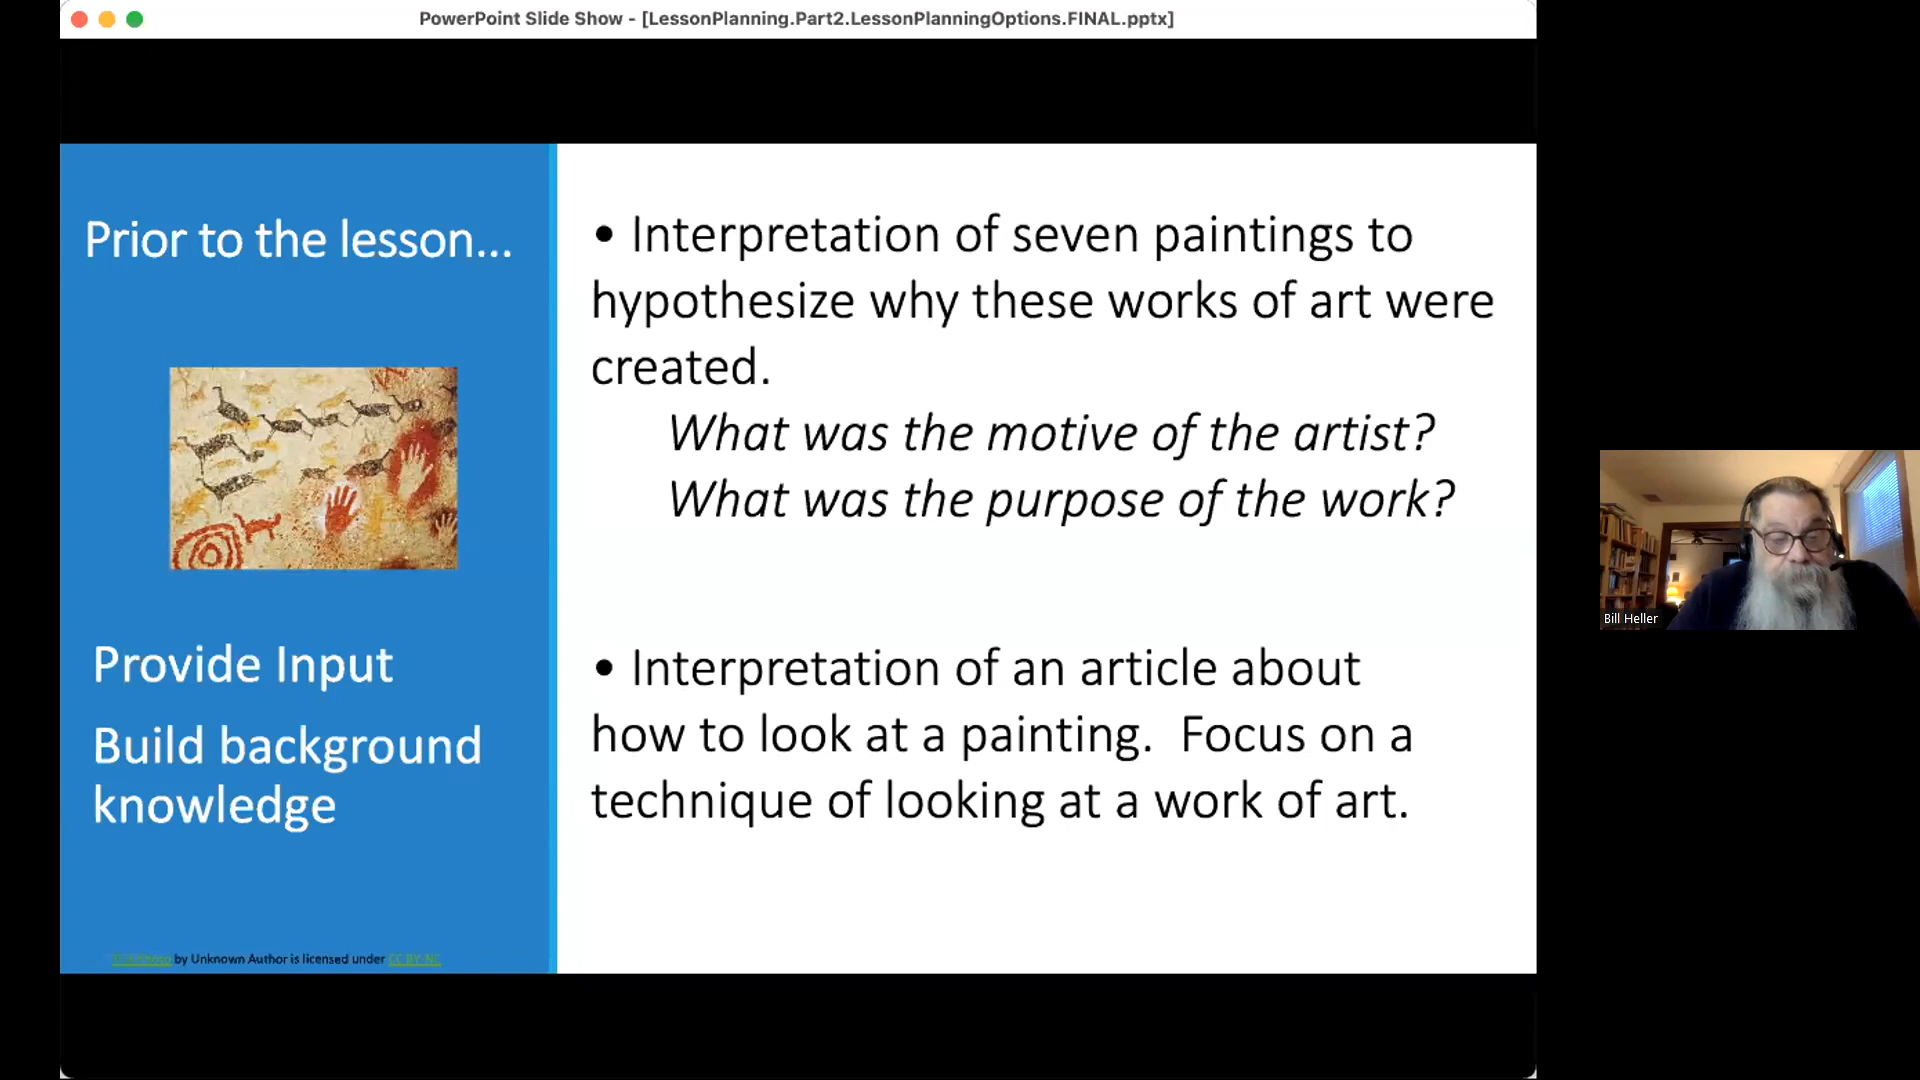 PowerPoint Slide Show - [LessonPlanning.Part2.LessonPlanningOptions.FINAL.pptx]
Prior to the lesson...
Provide Input
Build background
knowledge
by Unknown Author is licensed under CC BY-NC
• Interpretation of seven paintings to
hypothesize why these works of art were
created.
What was the motive of the artist?
What was the purpose of the work?
• Interpretation of an article about
how to look at a painting.  Focus on a
technique of looking at a work of art.
Bill Heller